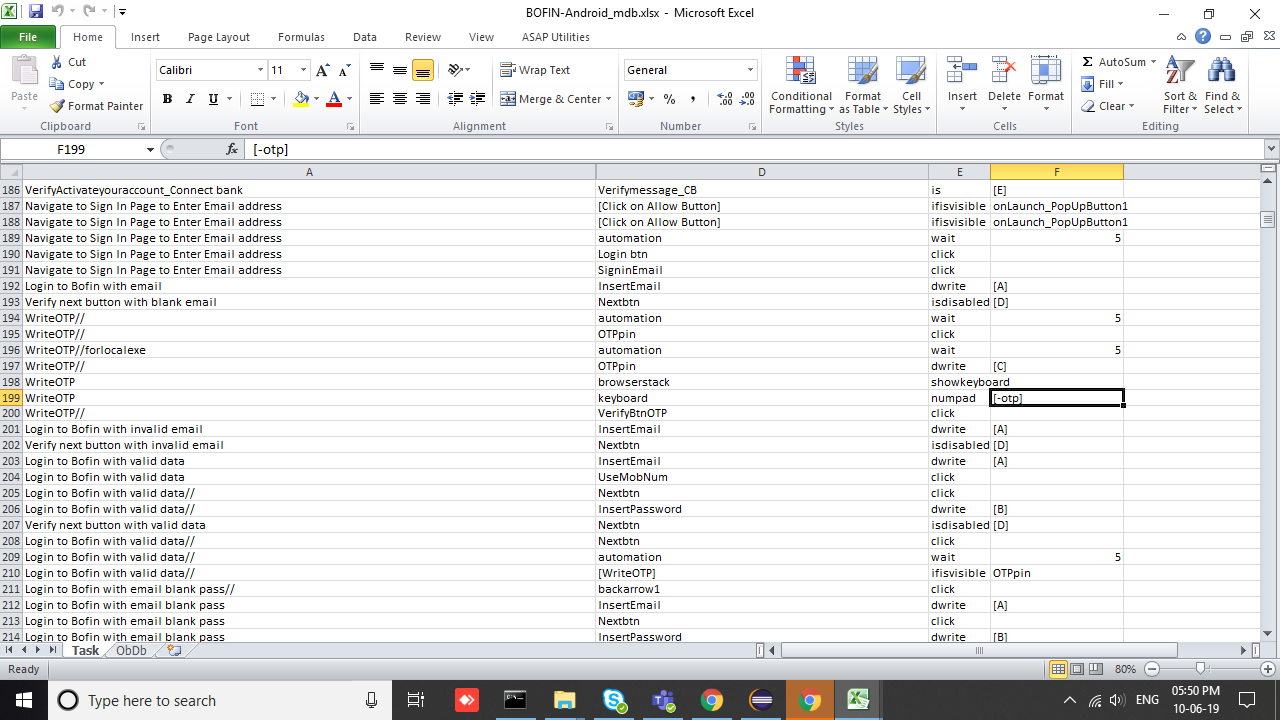 BOFIN-Android_mdb.xlsx - Microsoft Excel
File Home Insert Page Layout Formulas Data Review View ASAP Utilities
Paste
Cut
Copy
Format Painter
Clipboard
Calibri 11
B I U
Font
Wrap Text
Merge & Center
Alignment
General
% ,
Number
Conditional Formatting
Format as Table
Cell Styles
Styles
Insert Delete Format
Cells
AutoSum
Fill
Clear
Sort & Filter
Find & Select
Editing
F199 fx [-otp]
A D E F
186 VerifyActivateyouraccount_Connect bank Verifymessage_CB is [E]
187 Navigate to Sign In Page to Enter Email address [Click on Allow Button] ifisvisible onLaunch_PopUpButton1
188 Navigate to Sign In Page to Enter Email address [Click on Allow Button] ifisvisible onLaunch_PopUpButton1
189 Navigate to Sign In Page to Enter Email address automation wait 5
190 Navigate to Sign In Page to Enter Email address Login btn click
191 Navigate to Sign In Page to Enter Email address SigninEmail click
192 Login to Bofin with email InsertEmail dwrite [A]
193 Verify next button with blank email Nextbtn isdisabled [D]
194 WriteOTP// automation wait 5
195 WriteOTP// OTPpin click
196 WriteOTP//forlocalexe automation wait 5
197 WriteOTP// OTPpin dwrite [C]
198 WriteOTP browserstack showkeyboard
199 WriteOTP keyboard numpad [-otp]
200 WriteOTP// VerifyBtnOTP click
201 Login to Bofin with invalid email InsertEmail dwrite [A]
202 Verify next button with invalid email Nextbtn isdisabled [D]
203 Login to Bofin with valid data InsertEmail dwrite [A]
204 Login to Bofin with valid data UseMobNum click
205 Login to Bofin with valid data// Nextbtn click
206 Login to Bofin with valid data// InsertPassword dwrite [B]
207 Verify next button with valid data Nextbtn isdisabled [D]
208 Login to Bofin with valid data// Nextbtn click
209 Login to Bofin with valid data// automation wait 5
210 Login to Bofin with valid data// [WriteOTP] ifisvisible OTPpin
211 Login to Bofin with email blank pass// backarrow1 click
212 Login to Bofin with email blank pass InsertEmail dwrite [A]
213 Login to Bofin with email blank pass Nextbtn click
214 Login to Bofin with email blank pass InsertPassword dwrite [B]
Task ObDb
Ready 80%
Type here to search
ENG
05:50 PM
10-06-19